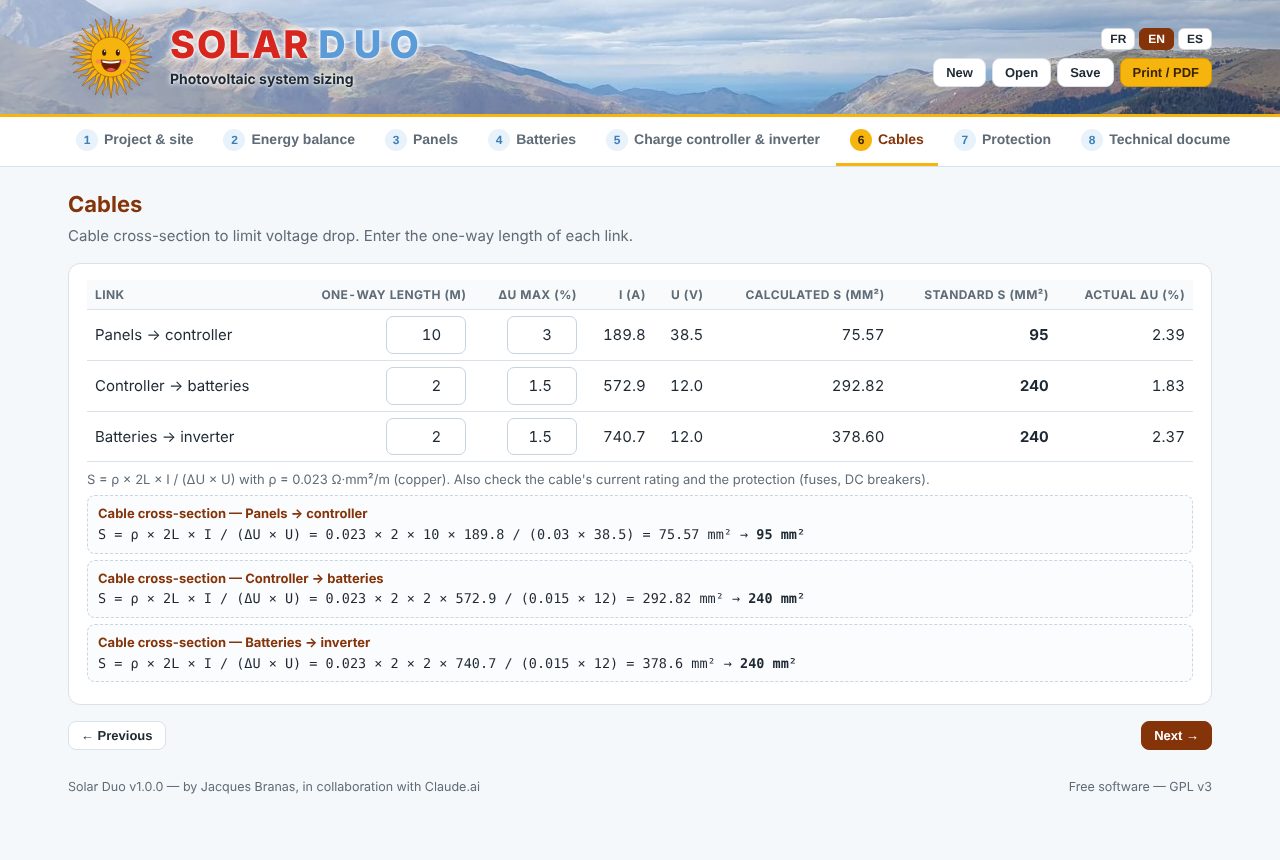 SOLAR DUO
Photovoltaic system sizing
FR EN ES
New Open Save Print / PDF
1 Project & site 2 Energy balance 3 Panels 4 Batteries 5 Charge controller & inverter 6 Cables 7 Protection 8 Technical docume
Cables
Cable cross-section to limit voltage drop. Enter the one-way length of each link.
LINK ONE-WAY LENGTH (M) ΔU MAX (%) I (A) U (V) CALCULATED S (MM²) STANDARD S (MM²) ACTUAL ΔU (%)
Panels → controller 10 3 189.8 38.5 75.57 95 2.39
Controller → batteries 2 1.5 572.9 12.0 292.82 240 1.83
Batteries → inverter 2 1.5 740.7 12.0 378.60 240 2.37
S = ρ × 2L × I / (ΔU × U) with ρ = 0.023 Ω·mm²/m (copper). Also check the cable's current rating and the protection (fuses, DC breakers).
Cable cross-section — Panels → controller
S = ρ × 2L × I / (ΔU × U) = 0.023 × 2 × 10 × 189.8 / (0.03 × 38.5) = 75.57 mm² → 95 mm²
Cable cross-section — Controller → batteries
S = ρ × 2L × I / (ΔU × U) = 0.023 × 2 × 2 × 572.9 / (0.015 × 12) = 292.82 mm² → 240 mm²
Cable cross-section — Batteries → inverter
S = ρ × 2L × I / (ΔU × U) = 0.023 × 2 × 2 × 740.7 / (0.015 × 12) = 378.6 mm² → 240 mm²
← Previous Next →
Solar Duo v1.0.0 — by Jacques Branas, in collaboration with Claude.ai Free software — GPL v3